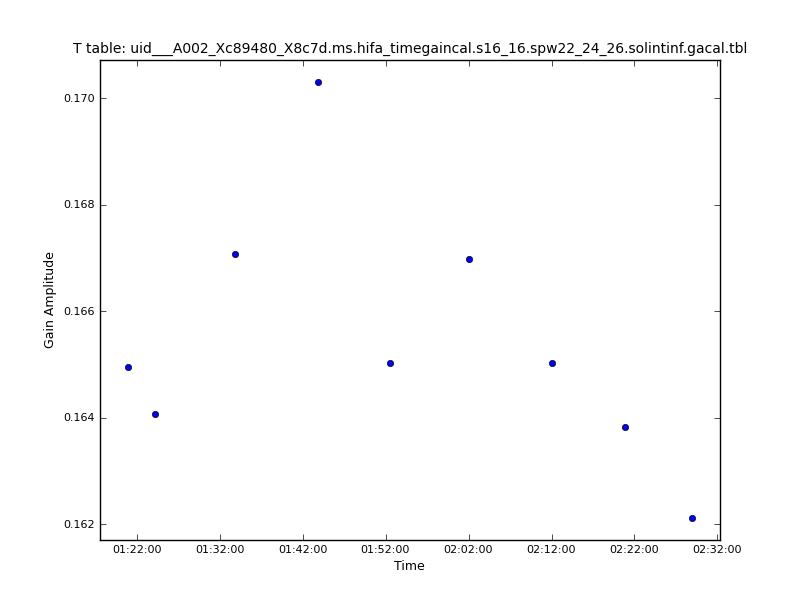 T table: uid___A002_Xc89480_X8c7d.ms.hifa_timegaincal.s16_16.spw22_24_26.solintinf.gacal.tbl
0.170
0.168
0.166
0.164
0.162
Gain Amplitude
01:22:00 01:32:00 01:42:00 01:52:00 02:02:00 02:12:00 02:22:00 02:32:00
Time